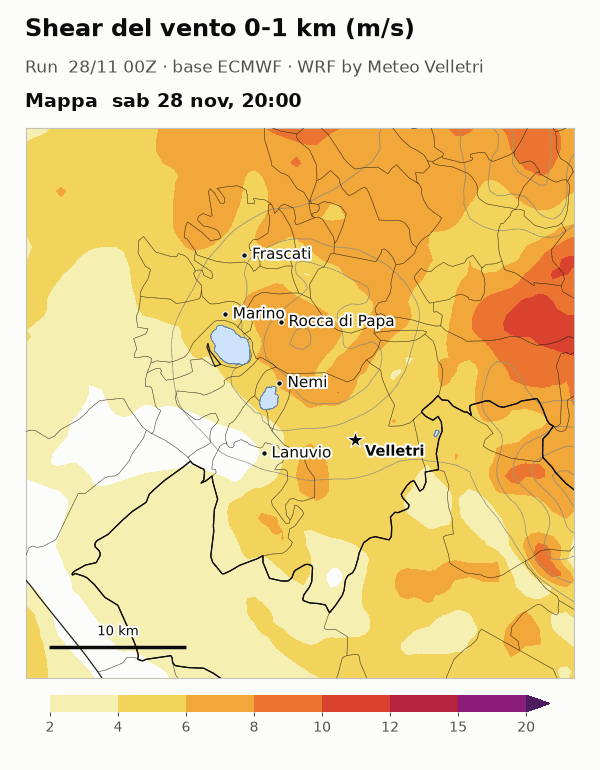 Shear del vento 0-1 km (m/s)
Run  28/11 00Z · base ECMWF · WRF by Meteo Velletri
Mappa  sab 28 nov, 20:00
Frascati
Marino
Rocca di Papa
Nemi
Velletri
Lanuvio
10 km
2 4 6 8 10 12 15 20